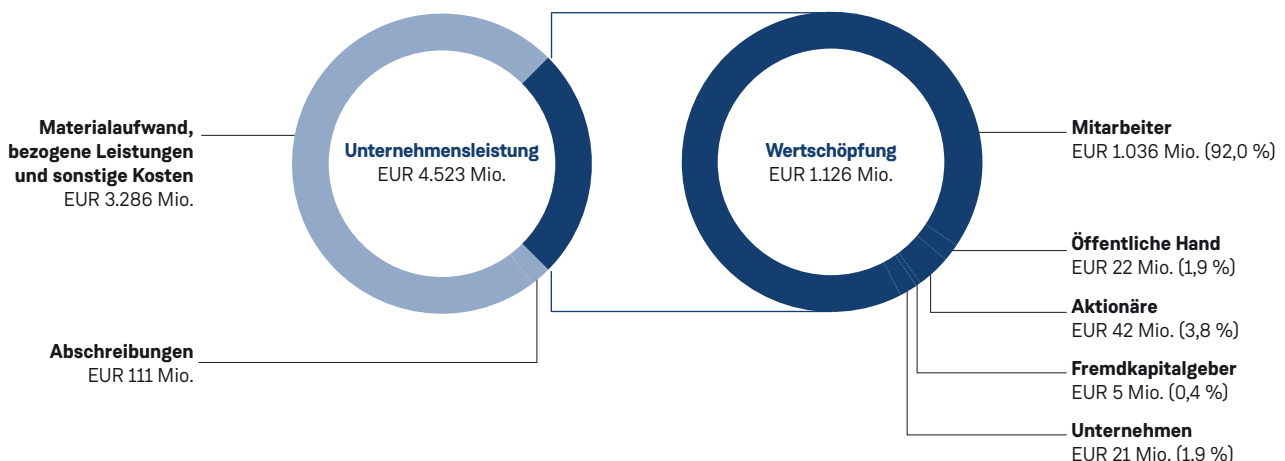 Materialaufwand,
bezogene Leistungen
und sonstige Kosten
EUR 3.286 Mio.
Abschreibungen
EUR 111 Mio.
Unternehmensleistung
EUR 4.523 Mio.
Wertschöpfung
EUR 1.126 Mio.
Mitarbeiter
EUR 1.036 Mio. (92,0 %)
Öffentliche Hand
EUR 22 Mio. (1,9 %)
Aktionäre
EUR 42 Mio. (3,8 %)
Fremdkapitalgeber
EUR 5 Mio. (0,4 %)
Unternehmen
EUR 21 Mio. (1,9 %)